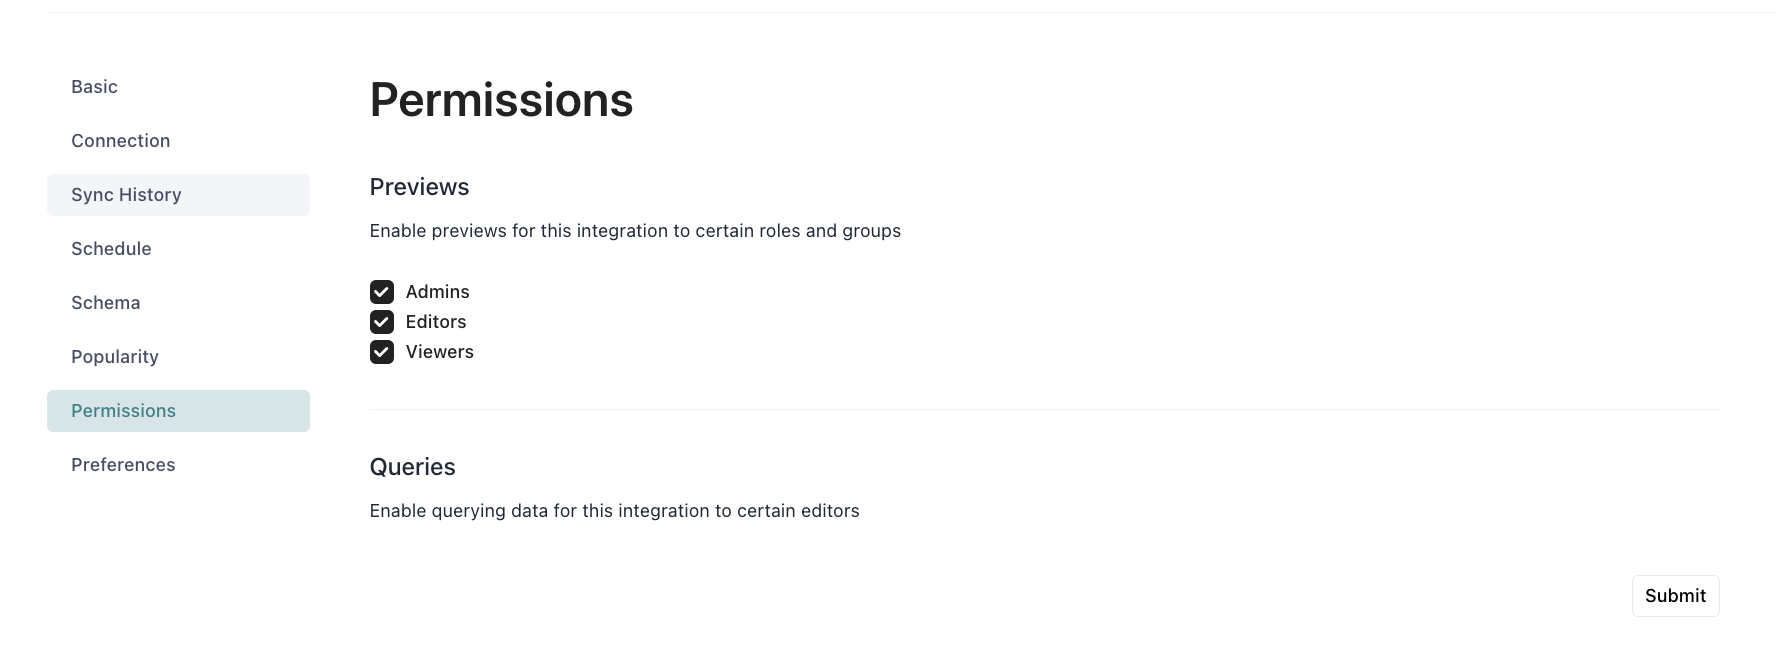 Basic
Connection
Sync History
Schedule
Schema
Popularity
Permissions
Preferences
Permissions
Previews
Enable previews for this integration to certain roles and groups
Admins
Editors
Viewers
Queries
Enable querying data for this integration to certain editors
Submit